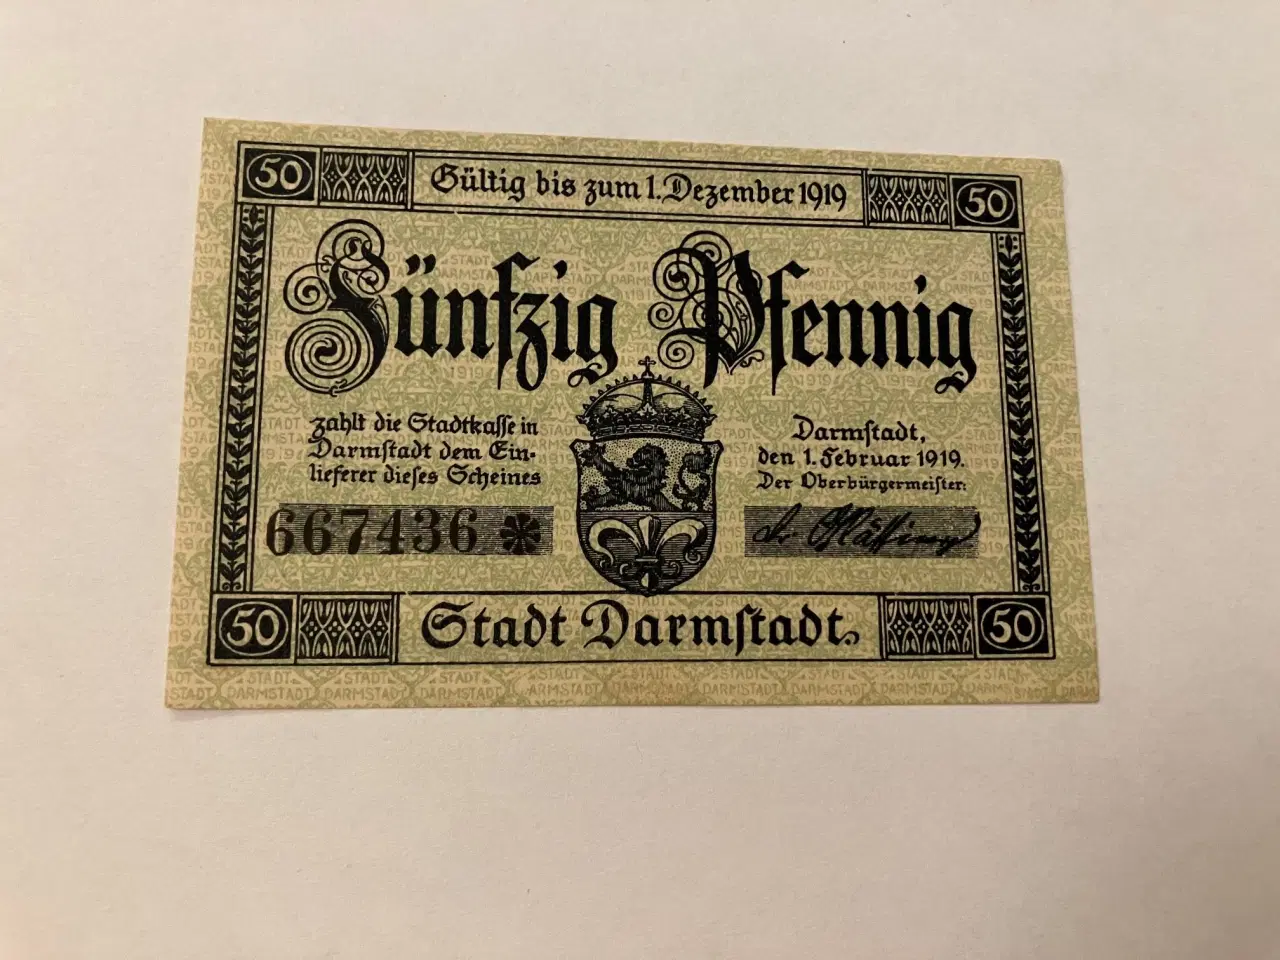 50 Gültig bis zum 1. Dezember 1919 50
Fünfzig Pfennig
zahlt die Stadtkasse in
Darmstadt dem Ein-
lieferer dieses Scheines
667436 *
Darmstadt,
den 1. Februar 1919.
Der Oberbürgermeister:
50 Stadt Darmstadt. 50